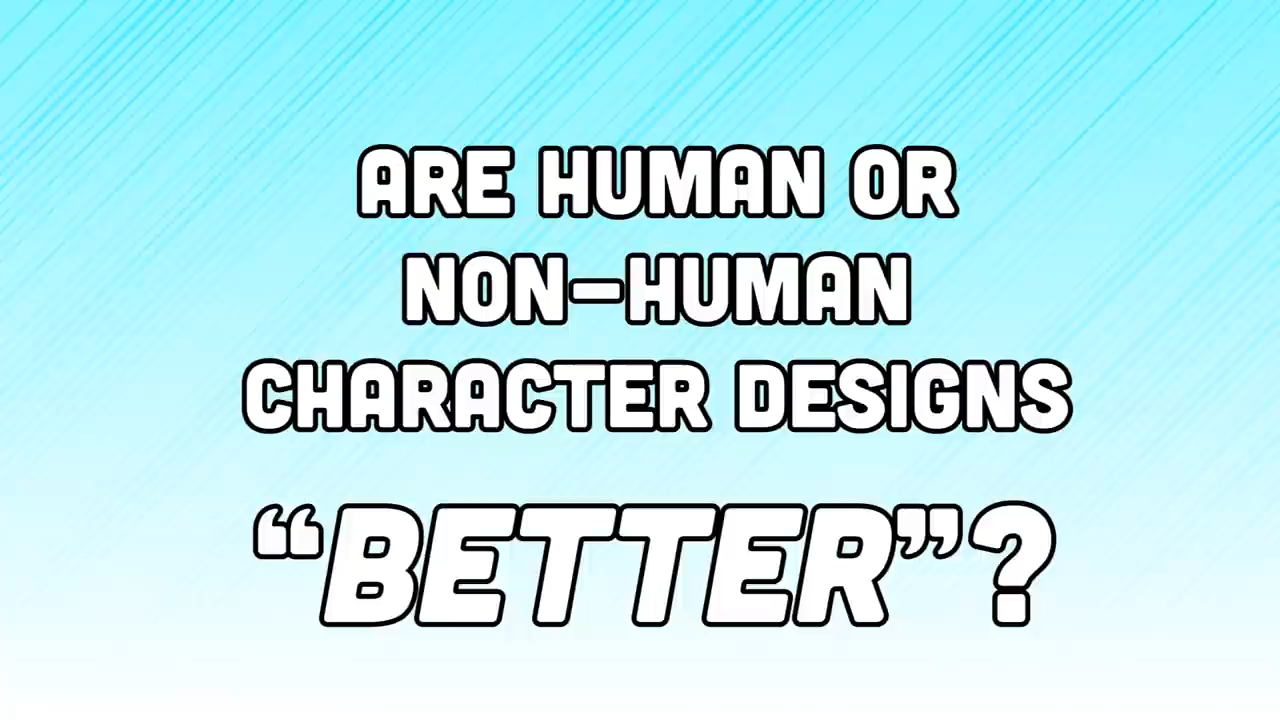 ARE HUMAN OR
NON-HUMAN
CHARACTER DESIGNS
“BETTER”?